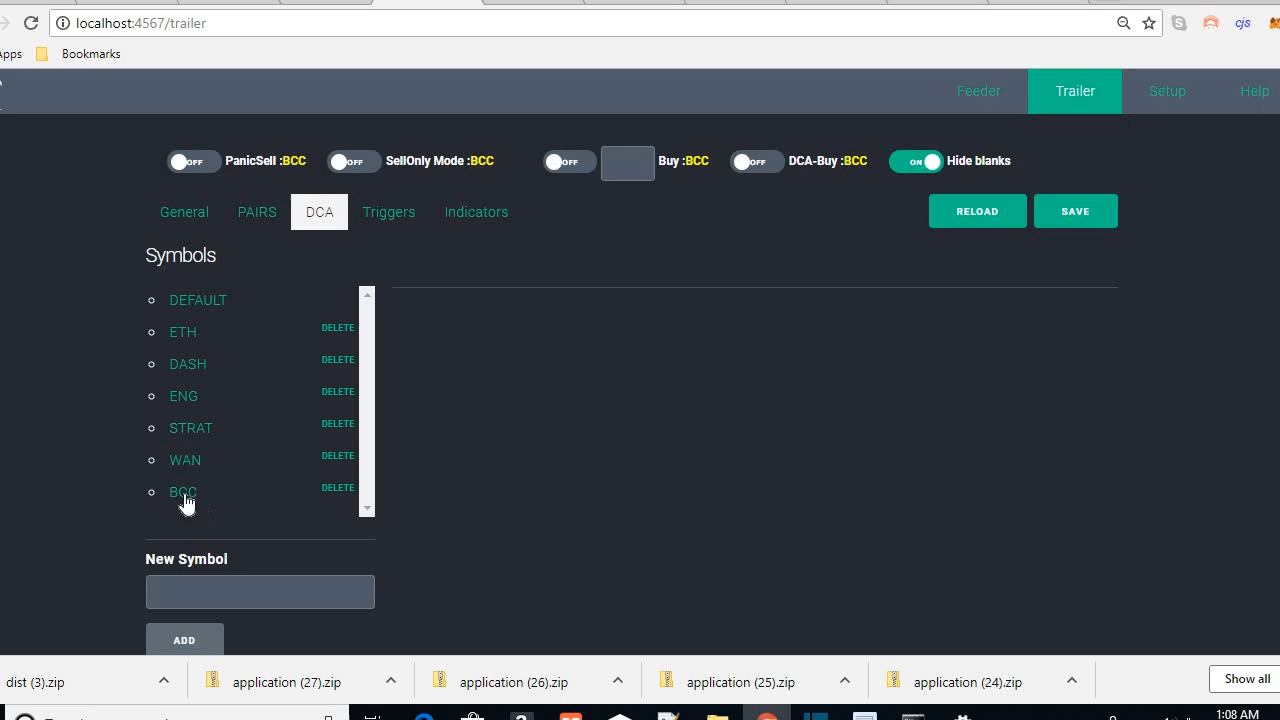 localhost:4567/trailer
cjs
Apps
Bookmarks
Feeder
Trailer
Setup
Help
OFF PanicSell :BCC
OFF SellOnly Mode :BCC
OFF Buy :BCC
OFF DCA-Buy :BCC
ON Hide blanks
General
PAIRS
DCA
Triggers
Indicators
RELOAD
SAVE
Symbols
DEFAULT
ETH DELETE
DASH DELETE
ENG DELETE
STRAT DELETE
WAN DELETE
BCC DELETE
New Symbol
ADD
dist (3).zip
application (27).zip
application (26).zip
application (25).zip
application (24).zip
Show all
1:08 AM